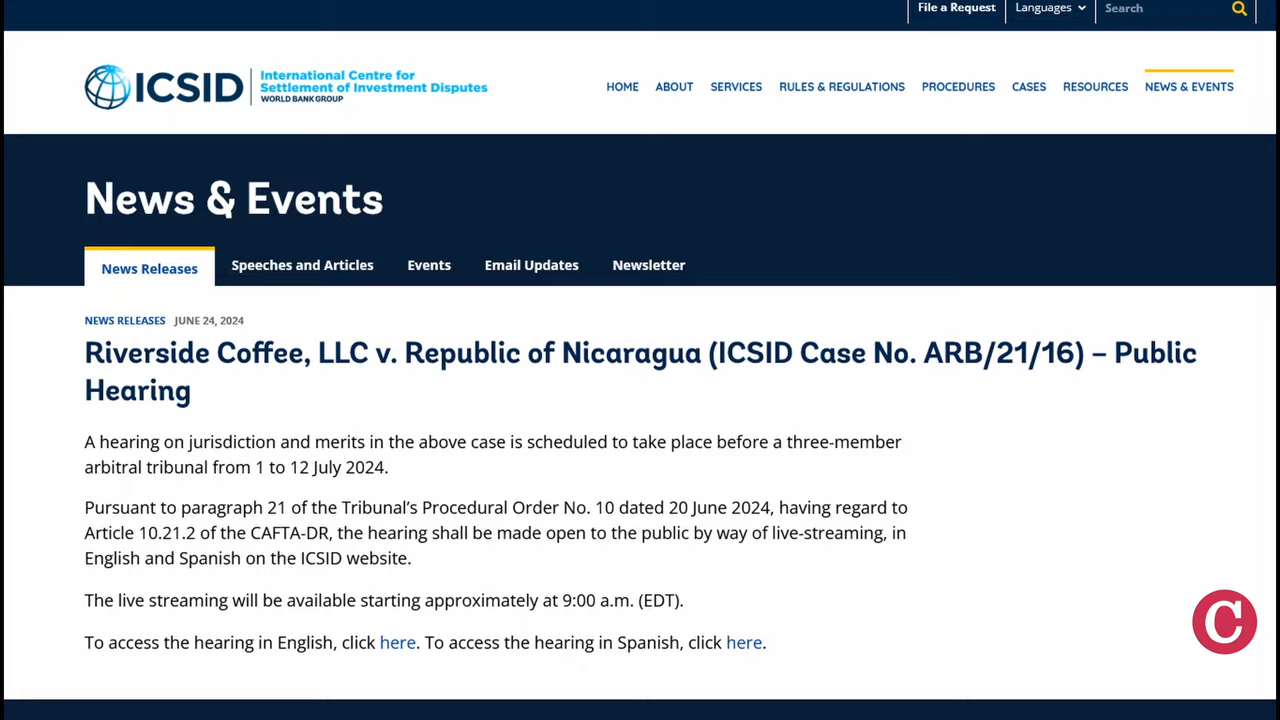 File a Request
Languages
Search
ICSID
International Centre for
Settlement of Investment Disputes
WORLD BANK GROUP
HOME ABOUT SERVICES RULES & REGULATIONS PROCEDURES CASES RESOURCES NEWS & EVENTS
News & Events
News Releases Speeches and Articles Events Email Updates Newsletter
NEWS RELEASES JUNE 24, 2024
Riverside Coffee, LLC v. Republic of Nicaragua (ICSID Case No. ARB/21/16) – Public
Hearing
A hearing on jurisdiction and merits in the above case is scheduled to take place before a three-member
arbitral tribunal from 1 to 12 July 2024.
Pursuant to paragraph 21 of the Tribunal's Procedural Order No. 10 dated 20 June 2024, having regard to
Article 10.21.2 of the CAFTA-DR, the hearing shall be made open to the public by way of live-streaming, in
English and Spanish on the ICSID website.
The live streaming will be available starting approximately at 9:00 a.m. (EDT).
To access the hearing in English, click here. To access the hearing in Spanish, click here.
C